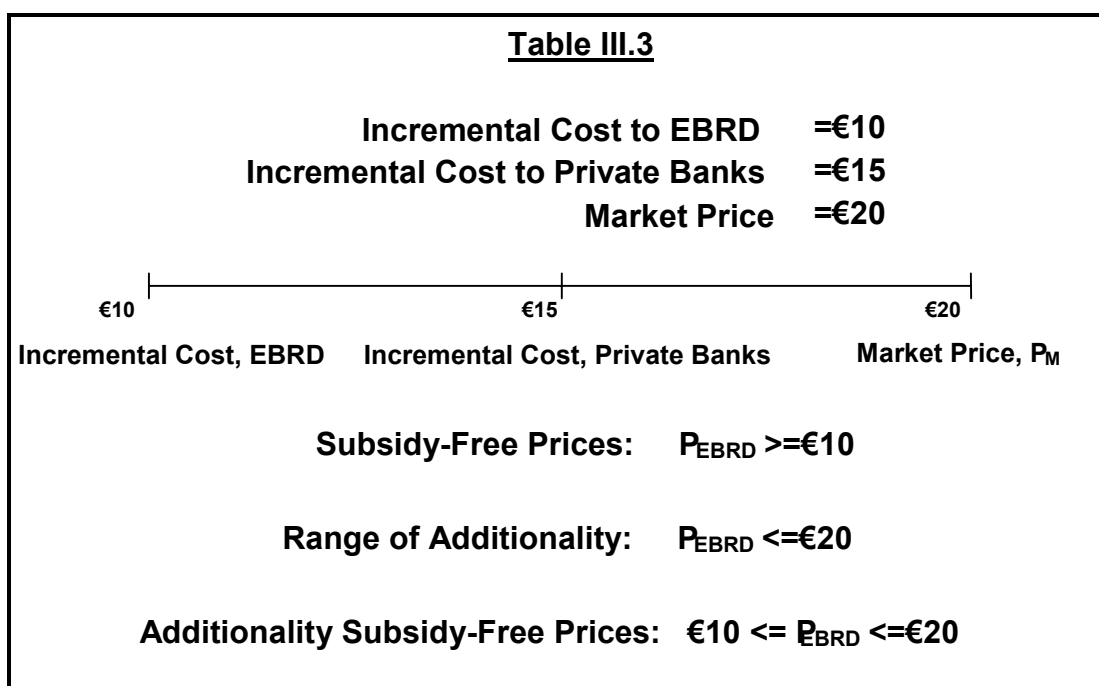 Table III.3
Incremental Cost to EBRD =€10
Incremental Cost to Private Banks =€15
Market Price =€20
€10 €15 €20
Incremental Cost, EBRD Incremental Cost, Private Banks Market Price, PM
Subsidy-Free Prices: PEBRD >=€10
Range of Additionality: PEBRD <=€20
Additionality Subsidy-Free Prices: €10 <= PEBRD <=€20